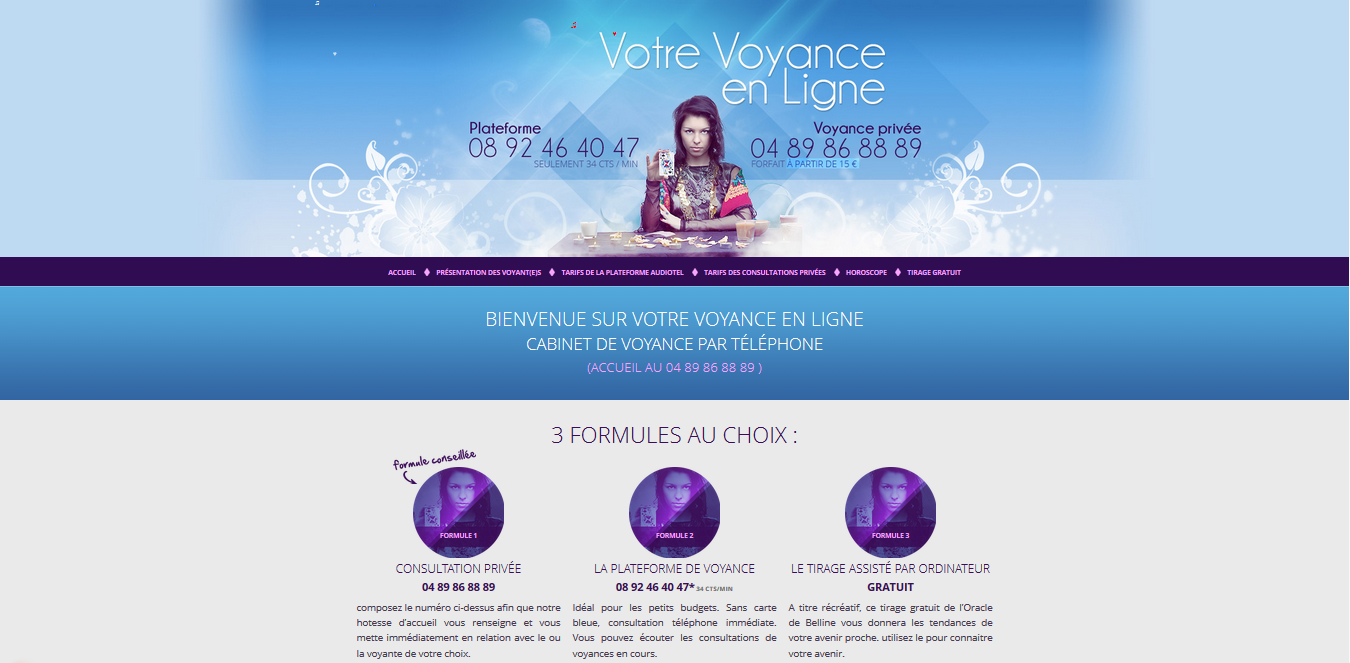 Votre Voyance
en Ligne
Plateforme
08 92 46 40 47
SEULEMENT 34 CTS / MIN
Voyance privée
04 89 86 88 89
FORFAIT À PARTIR DE 15 €
ACCUEIL PRÉSENTATION DES VOYANT(E)S TARIFS DE LA PLATEFORME AUDIOTEL TARIFS DES CONSULTATIONS PRIVÉES HOROSCOPE TIRAGE GRATUIT
BIENVENUE SUR VOTRE VOYANCE EN LIGNE
CABINET DE VOYANCE PAR TÉLÉPHONE
(ACCUEIL AU 04 89 86 88 89 )
3 FORMULES AU CHOIX :
formule conseillée
FORMULE 1
CONSULTATION PRIVÉE
04 89 86 88 89
composez le numéro ci-dessus afin que notre
hotesse d'accueil vous renseigne et vous
mette immédiatement en relation avec le ou
la voyante de votre choix.
FORMULE 2
LA PLATEFORME DE VOYANCE
08 92 46 40 47* 34 CTS/MIN
Idéal pour les petits budgets. Sans carte
bleue, consultation téléphone immédiate.
Vous pouvez écouter les consultations de
voyances en cours.
FORMULE 3
LE TIRAGE ASSISTÉ PAR ORDINATEUR
GRATUIT
A titre récréatif, ce tirage gratuit de l'Oracle
de Belline vous donnera les tendances de
votre avenir proche. utilisez le pour connaitre
votre avenir.